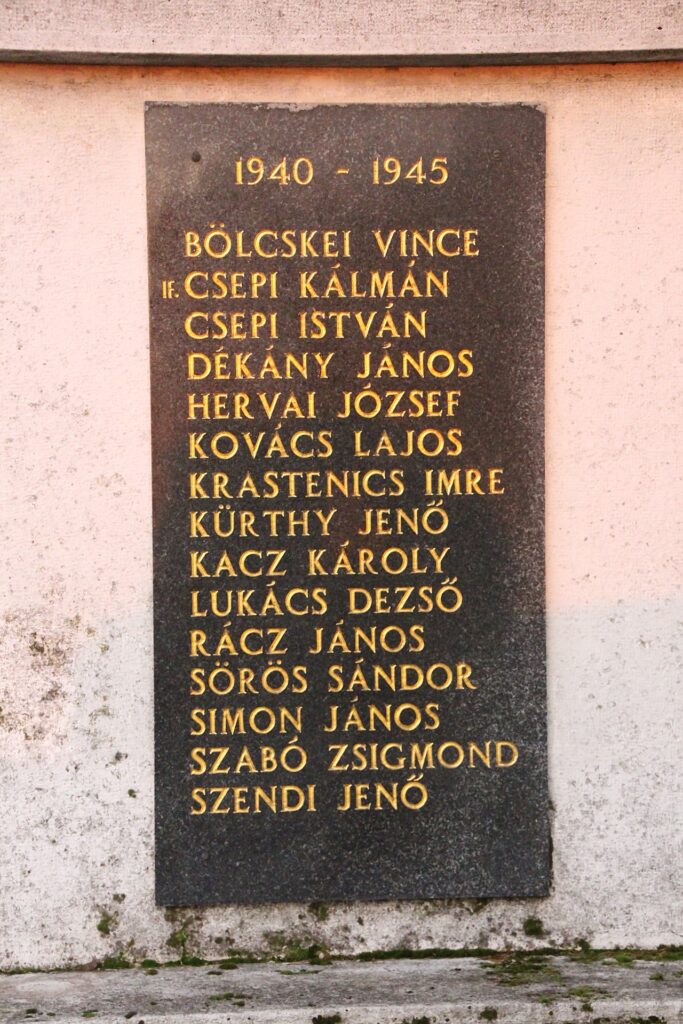 1940 - 1945
BÖLCSKEI VINCE
IF. CSEPI KÁLMÁN
CSEPI ISTVÁN
DÉKÁNY JÁNOS
HERVAI JÓZSEF
KOVÁCS LAJOS
KRASTENICS IMRE
KÜRTHY JENŐ
KACZ KÁROLY
LUKÁCS DEZSŐ
RÁCZ JÁNOS
SÖRÖS SÁNDOR
SIMON JÁNOS
SZABÓ ZSIGMOND
SZENDI JENŐ